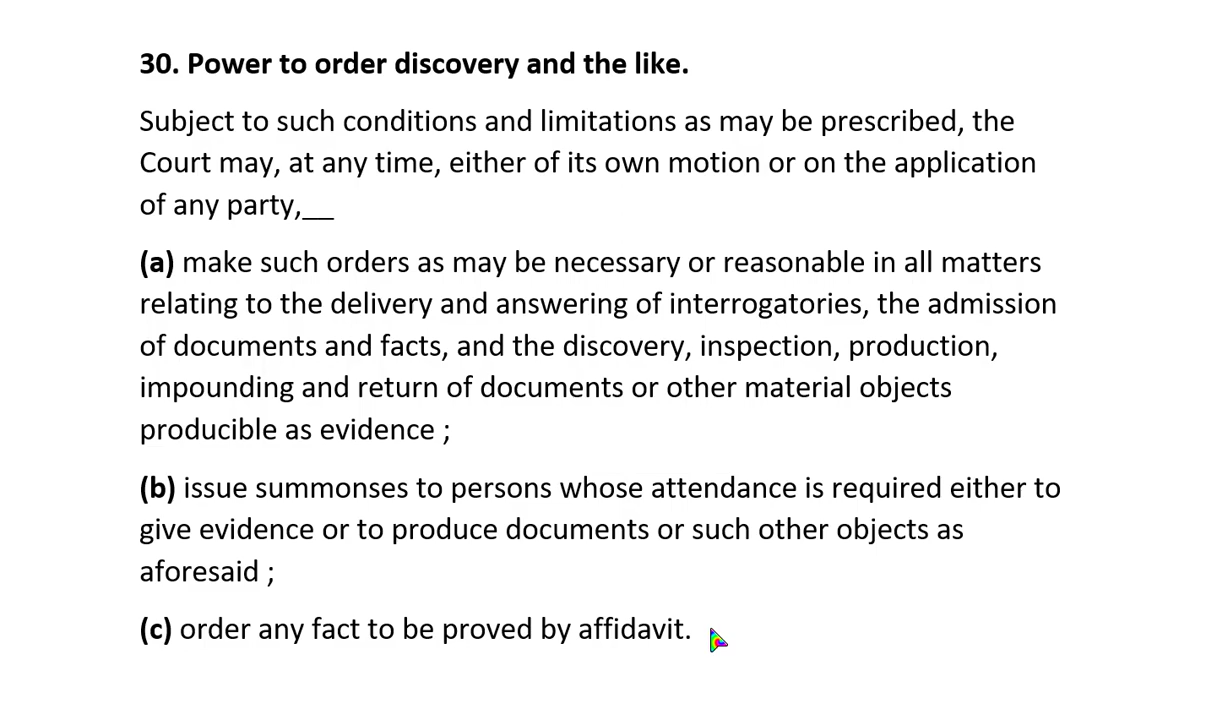 30. Power to order discovery and the like.
Subject to such conditions and limitations as may be prescribed, the
Court may, at any time, either of its own motion or on the application
of any party,__
(a) make such orders as may be necessary or reasonable in all matters
relating to the delivery and answering of interrogatories, the admission
of documents and facts, and the discovery, inspection, production,
impounding and return of documents or other material objects
producible as evidence ;
(b) issue summonses to persons whose attendance is required either to
give evidence or to produce documents or such other objects as
aforesaid ;
(c) order any fact to be proved by affidavit.